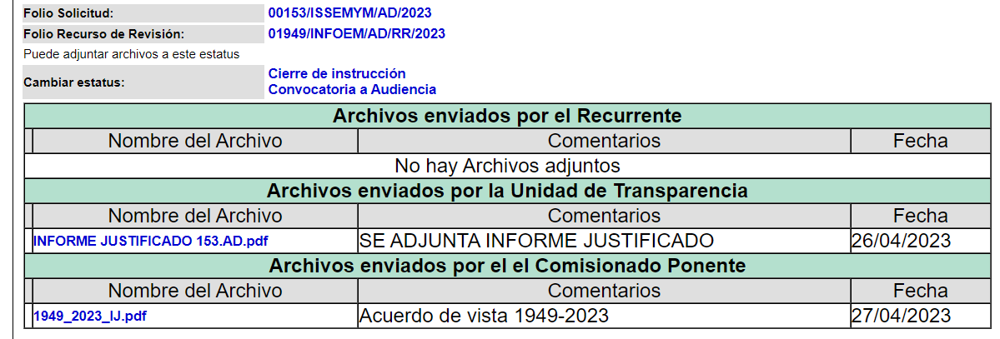 Folio Solicitud: 00153/ISSEMYM/AD/2023
Folio Recurso de Revisión: 01949/INFOEM/AD/RR/2023
Puede adjuntar archivos a este estatus
Cambiar estatus: Cierre de instrucción
Convocatoria a Audiencia
Archivos enviados por el Recurrente
Nombre del Archivo Comentarios Fecha
No hay Archivos adjuntos
Archivos enviados por la Unidad de Transparencia
Nombre del Archivo Comentarios Fecha
INFORME JUSTIFICADO 153.AD.pdf SE ADJUNTA INFORME JUSTIFICADO 26/04/2023
Archivos enviados por el el Comisionado Ponente
Nombre del Archivo Comentarios Fecha
1949_2023_IJ.pdf Acuerdo de vista 1949-2023 27/04/2023